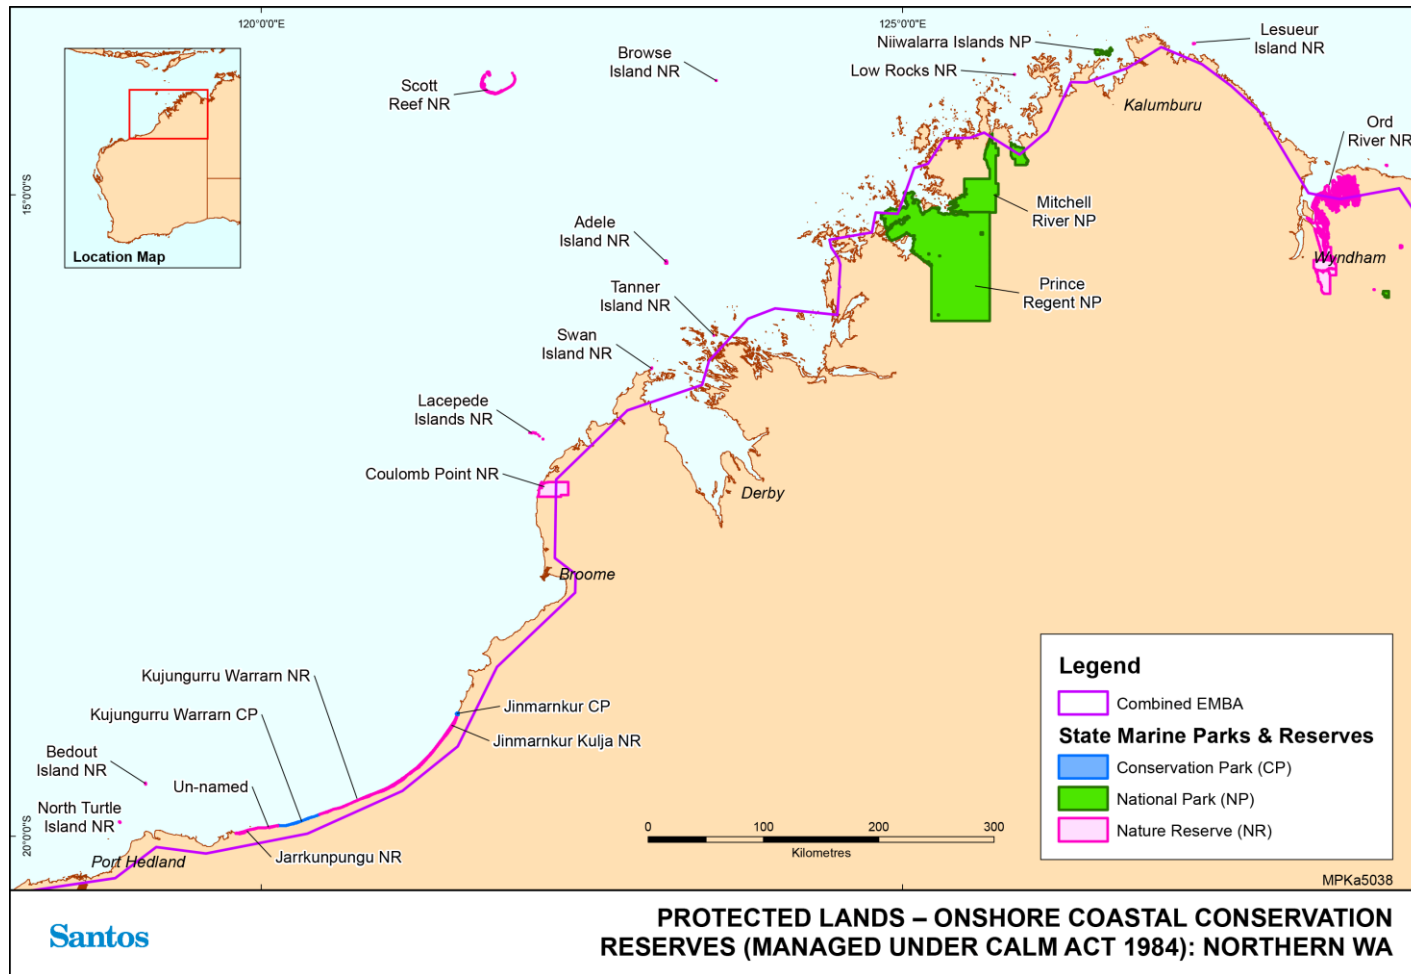 120°0'0"E
125°0'0"E
15°0'0"S
20°0'0"S
Location Map
Scott
Reef NR
Browse
Island NR
Niiwalarra Islands NP
Low Rocks NR
Lesueur
Island NR
Kalumburu
Ord
River NR
Mitchell
River NP
Wyndham
Prince
Regent NP
Adele
Island NR
Tanner
Island NR
Swan
Island NR
Lacepede
Islands NR
Coulomb Point NR
Derby
Broome
Kujungurru Warrarn NR
Kujungurru Warrarn CP
Jinmarnkur CP
Jinmarnkur Kulja NR
Bedout
Island NR
Un-named
North Turtle
Island NR
Jarrkunpungu NR
Port Hedland
0 100 200 300
Kilometres
Legend
Combined EMBA
State Marine Parks & Reserves
Conservation Park (CP)
National Park (NP)
Nature Reserve (NR)
MPKa5038
Santos
PROTECTED LANDS – ONSHORE COASTAL CONSERVATION
RESERVES (MANAGED UNDER CALM ACT 1984): NORTHERN WA